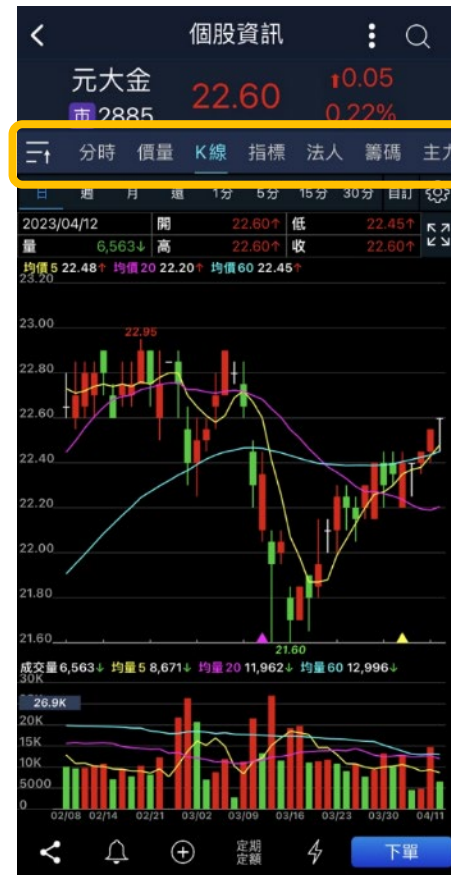 個股資訊
元大金 22.60 ↑0.05
市 2885 0.22%
分時 價量 K線 指標 法人 籌碼 主力
日 週 月 還 1分 5分 15分 30分 自訂
2023/04/12 開 22.60↑ 低 22.45↑
量 6,563↓ 高 22.60↑ 收 22.60↑
均價5 22.48↑ 均價20 22.20↑ 均價60 22.45↑
23.20
23.00
22.95
22.80
22.60
22.40
22.20
22.00
21.80
21.60
21.60
成交量6,563↓ 均量5 8,671↓ 均量20 11,962↓ 均量60 12,996↓
30K
26.9K
20K
15K
10K
5000
0
02/08 02/14 02/21 03/02 03/09 03/16 03/23 03/30 04/11
定期
定額
下單